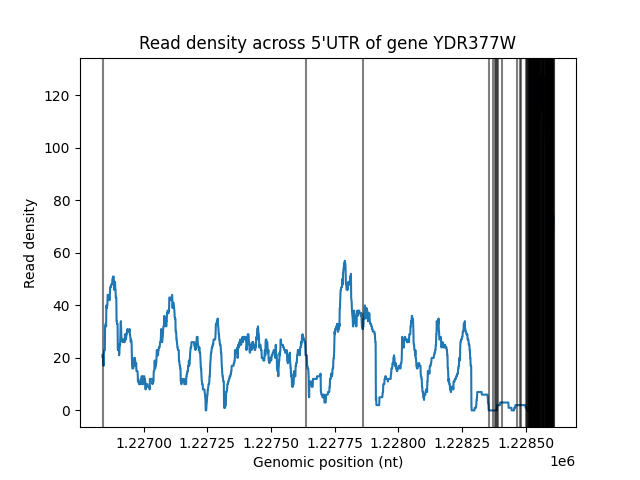 Read density across 5'UTR of gene YDR377W
Read density
120
100
80
60
40
20
0
1.22700 1.22725 1.22750 1.22775 1.22800 1.22825 1.22850
1e6
Genomic position (nt)